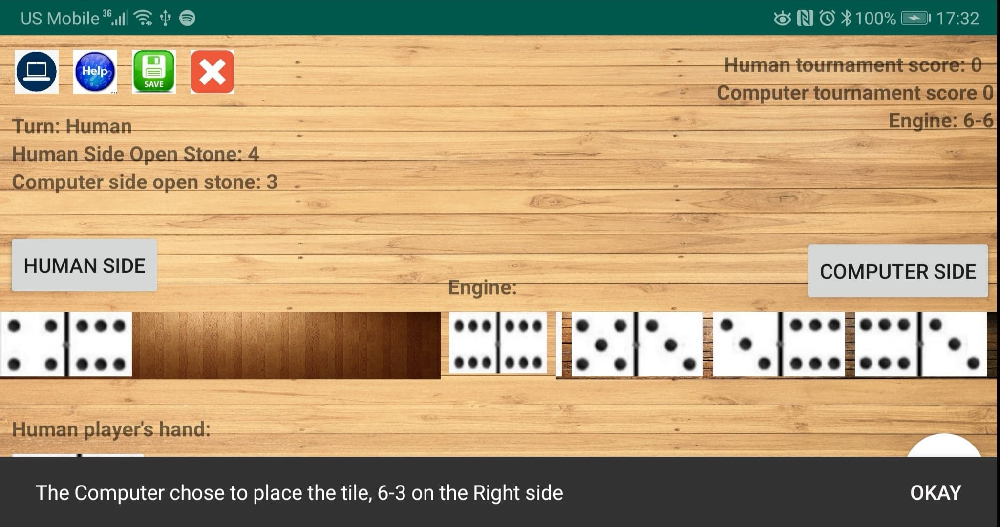 US Mobile 3G
100% 17:32
Help
SAVE
Human tournament score: 0
Computer tournament score 0
Engine: 6-6
Turn: Human
Human Side Open Stone: 4
Computer side open stone: 3
HUMAN SIDE
COMPUTER SIDE
Engine:
Human player's hand:
The Computer chose to place the tile, 6-3 on the Right side
OKAY